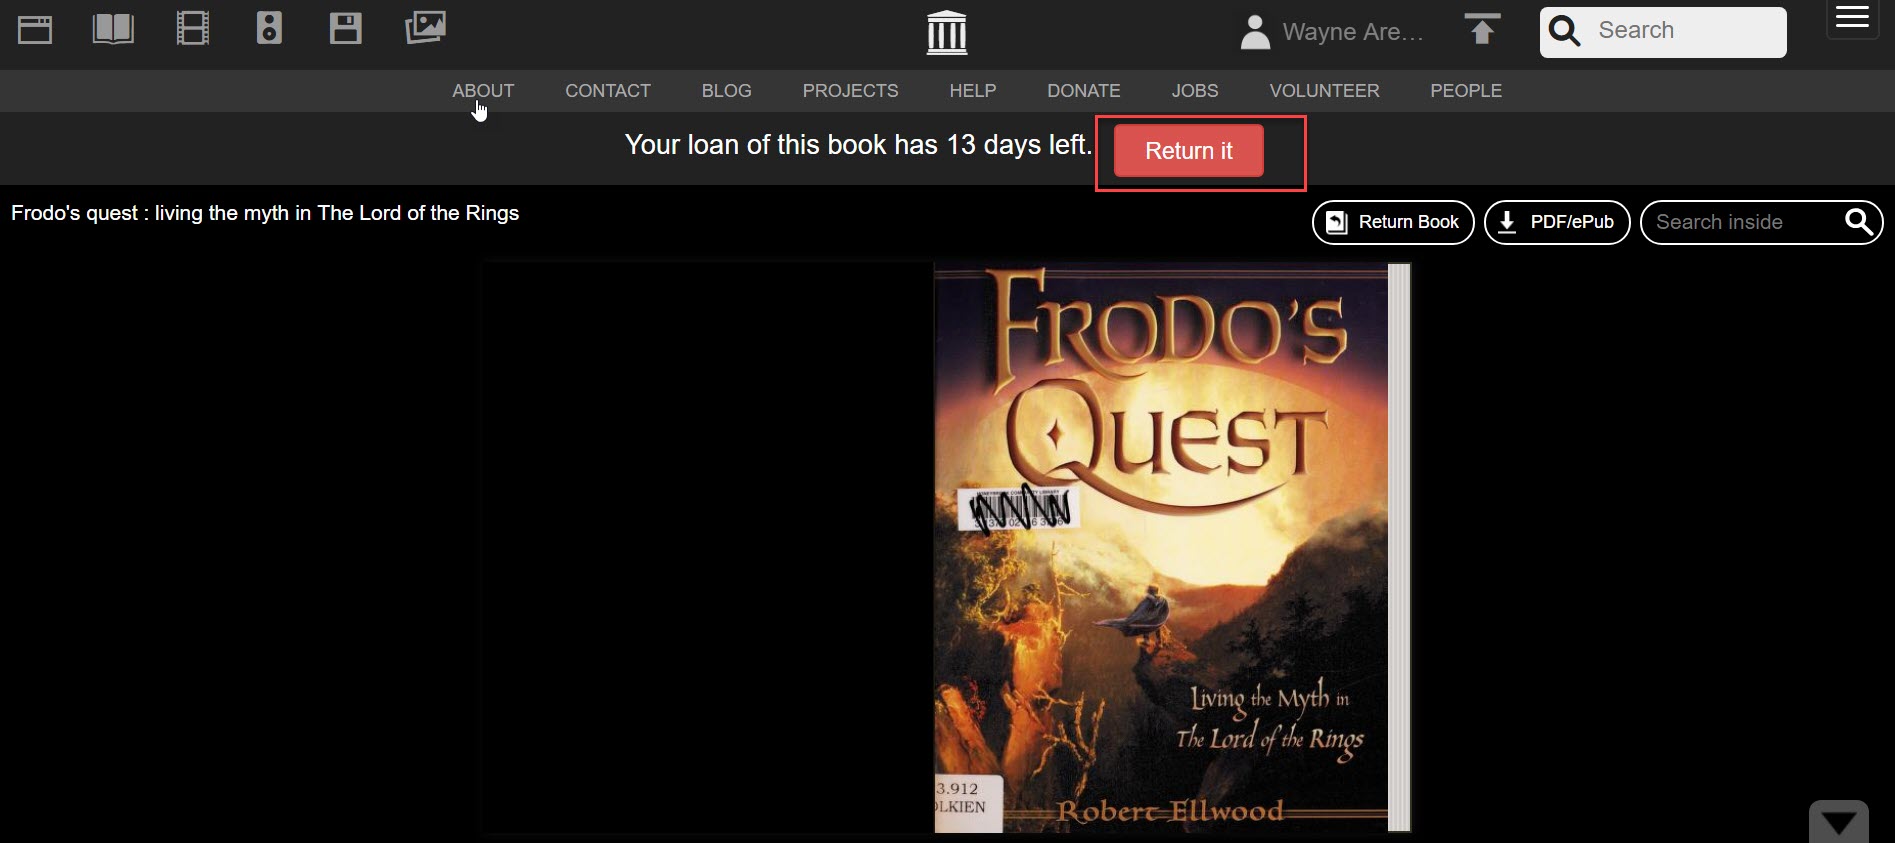 Wayne Are...
Search
ABOUT CONTACT BLOG PROJECTS HELP DONATE JOBS VOLUNTEER PEOPLE
Your loan of this book has 13 days left.
Return it
Frodo's quest : living the myth in The Lord of the Rings
Return Book
PDF/ePub
Search inside
FRODO'S
QUEST
Living the Myth in
The Lord of the Rings
3.912
OLKIEN
Robert Ellwood